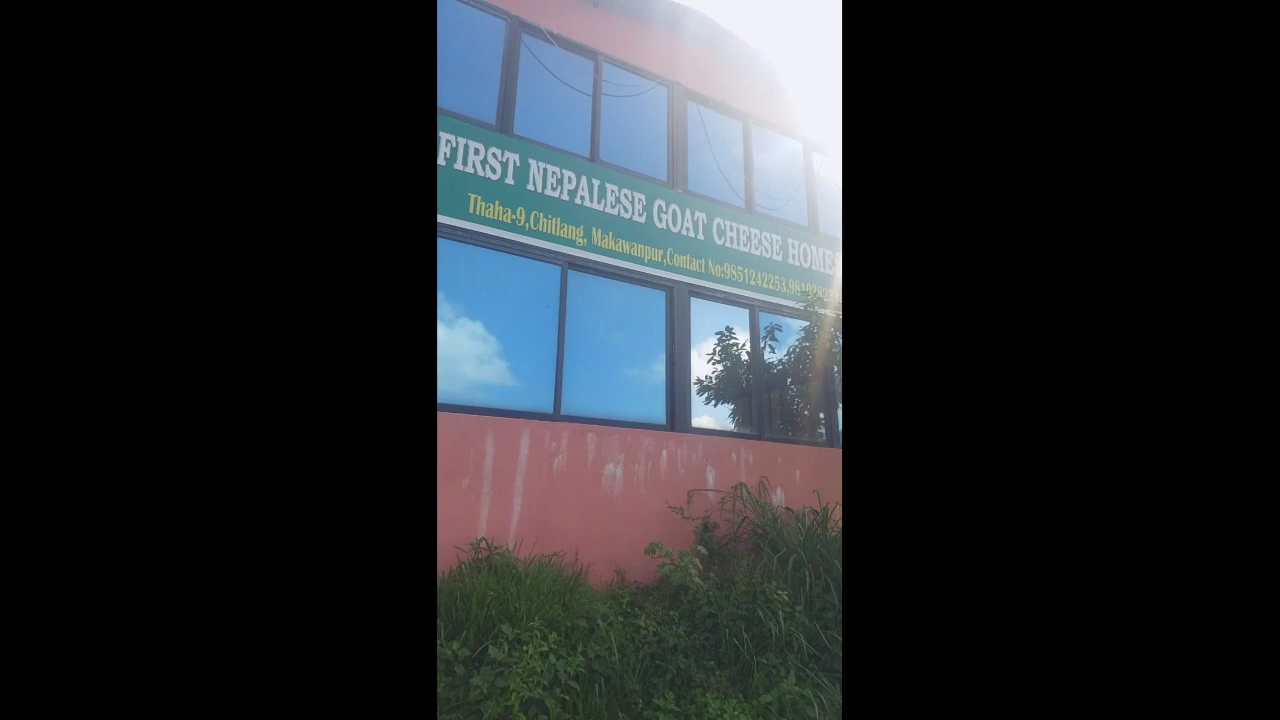 FIRST NEPALESE GOAT CHEESE HOME
Thaha-9,Chitlang, Makawanpur,Contact No:9851242253,